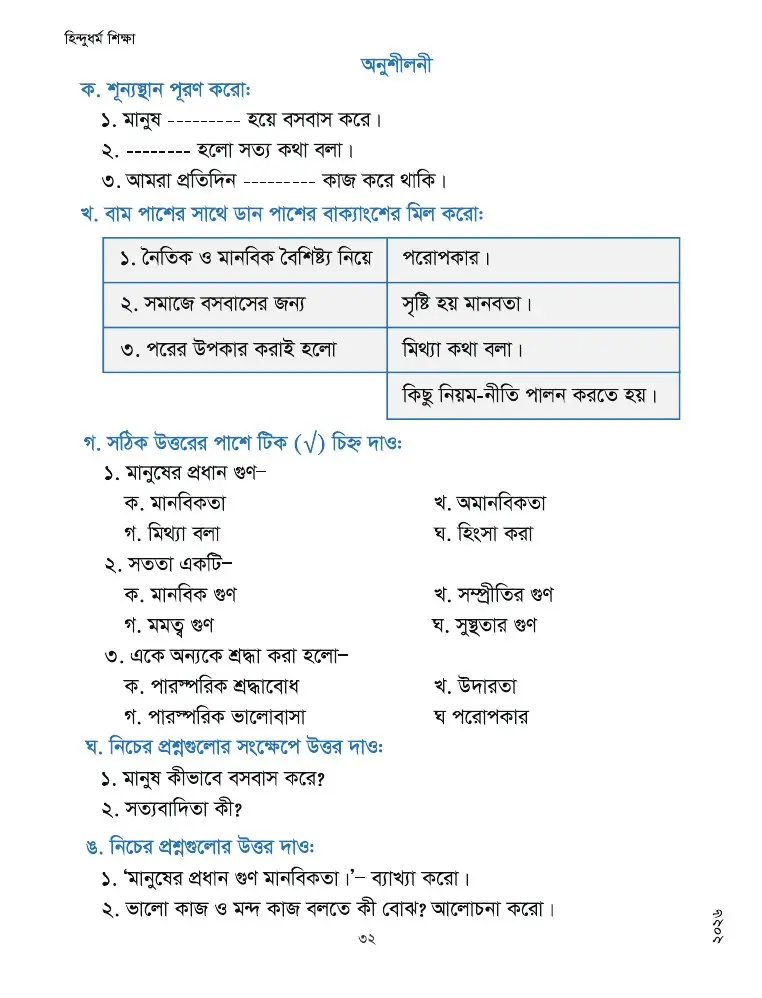 হিন্দুধর্ম শিক্ষা
অনুশীলনী
ক. শূন্যস্থান পূরণ করো:
১. মানুষ --------- হয়ে বসবাস করে।
২. -------- হলো সত্য কথা বলা।
৩. আমরা প্রতিদিন --------- কাজ করে থাকি।
খ. বাম পাশের সাথে ডান পাশের বাক্যাংশের মিল করো:
১. নৈতিক ও মানবিক বৈশিষ্ট্য নিয়ে পরোপকার।
২. সমাজে বসবাসের জন্য সৃষ্টি হয় মানবতা।
৩. পরের উপকার করাই হলো মিথ্যা কথা বলা।
কিছু নিয়ম-নীতি পালন করতে হয়।
গ. সঠিক উত্তরের পাশে টিক (√) চিহ্ন দাও:
১. মানুষের প্রধান গুণ–
ক. মানবিকতা খ. অমানবিকতা
গ. মিথ্যা বলা ঘ. হিংসা করা
২. সততা একটি–
ক. মানবিক গুণ খ. সম্প্রীতির গুণ
গ. মমত্ব গুণ ঘ. সুস্থতার গুণ
৩. একে অন্যকে শ্রদ্ধা করা হলো–
ক. পারস্পরিক শ্রদ্ধাবোধ খ. উদারতা
গ. পারস্পরিক ভালোবাসা ঘ পরোপকার
ঘ. নিচের প্রশ্নগুলোর সংক্ষেপে উত্তর দাও:
১. মানুষ কীভাবে বসবাস করে?
২. সত্যবাদিতা কী?
ঙ. নিচের প্রশ্নগুলোর উত্তর দাও:
১. ‘মানুষের প্রধান গুণ মানবিকতা।’– ব্যাখ্যা করো।
২. ভালো কাজ ও মন্দ কাজ বলতে কী বোঝ? আলোচনা করো।
৩২
২০২৬